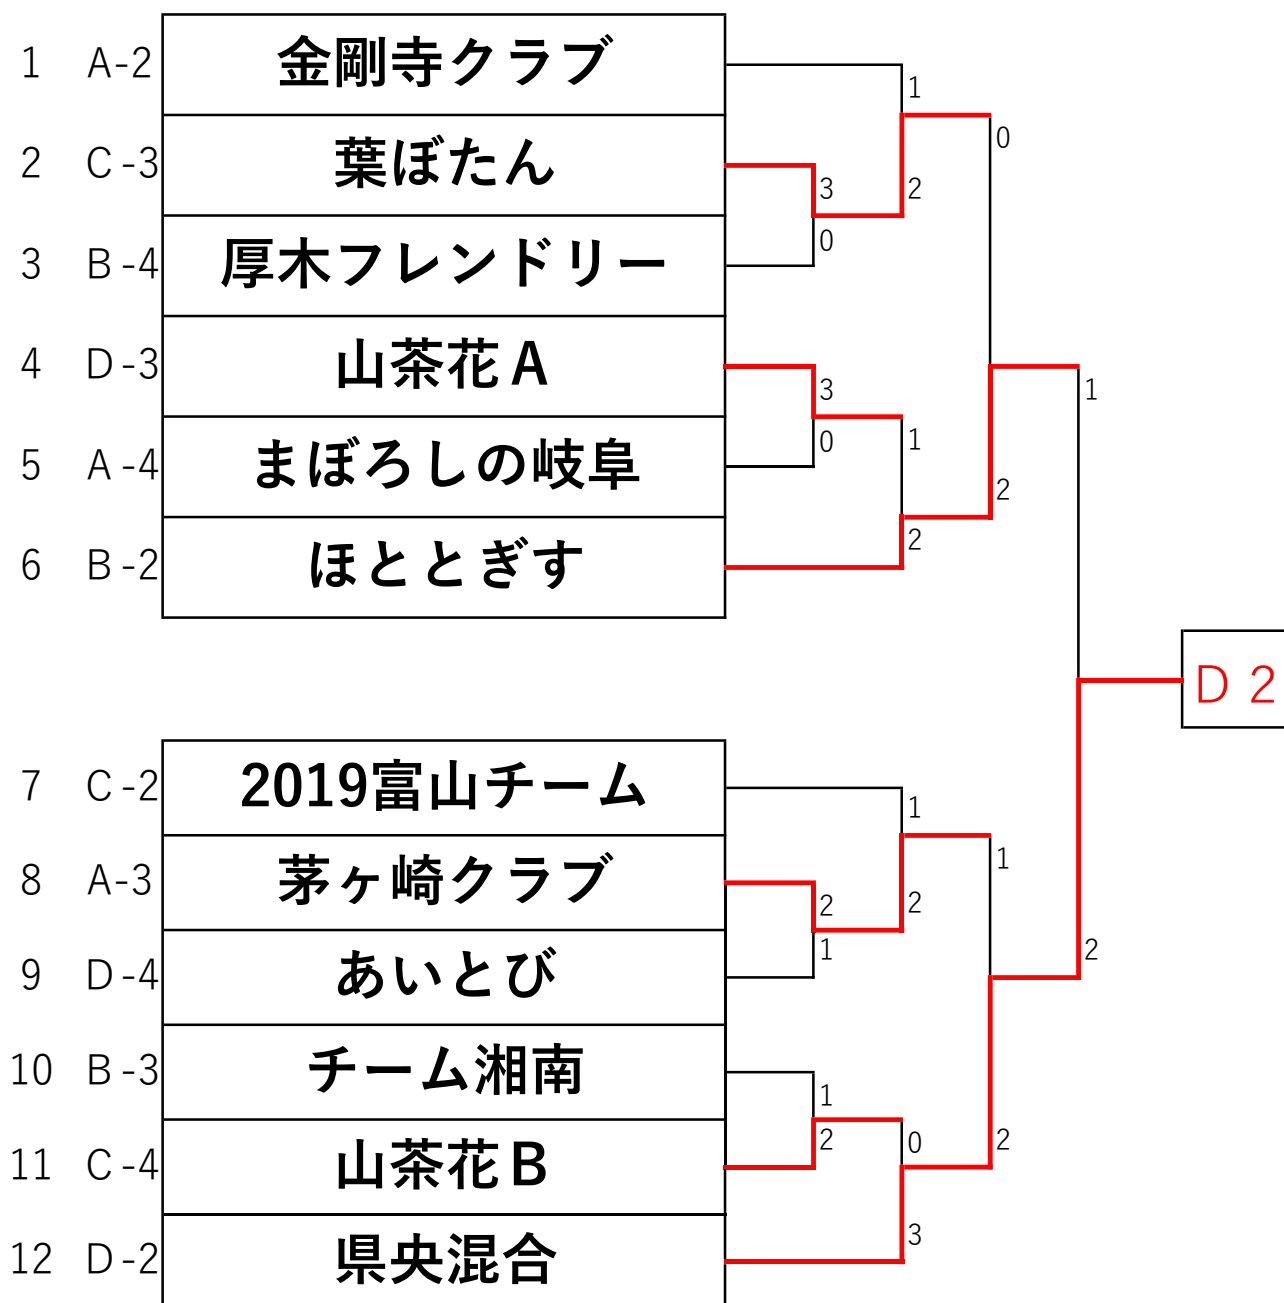 1 A-2 金剛寺クラブ
1
0
2 C-3 葉ぼたん
3
2
0
3 B-4 厚木フレンドリー
4 D-3 山茶花A
3
1
1
0
5 A-4 まぼろしの岐阜
2
2
6 B-2 ほととぎす
D 2
7 C-2 2019富山チーム
1
1
8 A-3 茅ヶ崎クラブ
2
2
1
2
9 D-4 あいとび
10 B-3 チーム湘南
1
2
0
2
11 C-4 山茶花B
3
12 D-2 県央混合